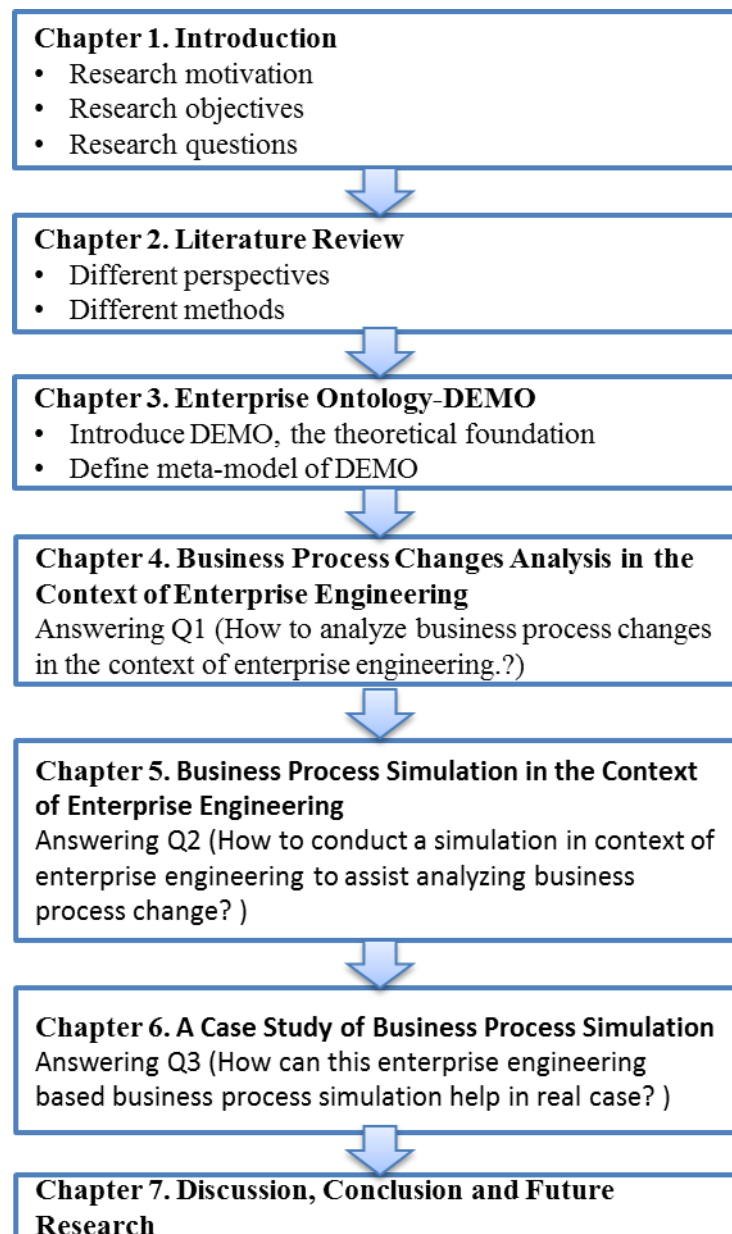 Chapter 1. Introduction
• Research motivation
• Research objectives
• Research questions
Chapter 2. Literature Review
• Different perspectives
• Different methods
Chapter 3. Enterprise Ontology-DEMO
• Introduce DEMO, the theoretical foundation
• Define meta-model of DEMO
Chapter 4. Business Process Changes Analysis in the
Context of Enterprise Engineering
Answering Q1 (How to analyze business process changes
in the context of enterprise engineering.?)
Chapter 5. Business Process Simulation in the Context
of Enterprise Engineering
Answering Q2 (How to conduct a simulation in context of
enterprise engineering to assist analyzing business
process change? )
Chapter 6. A Case Study of Business Process Simulation
Answering Q3 (How can this enterprise engineering
based business process simulation help in real case? )
Chapter 7. Discussion, Conclusion and Future
Research